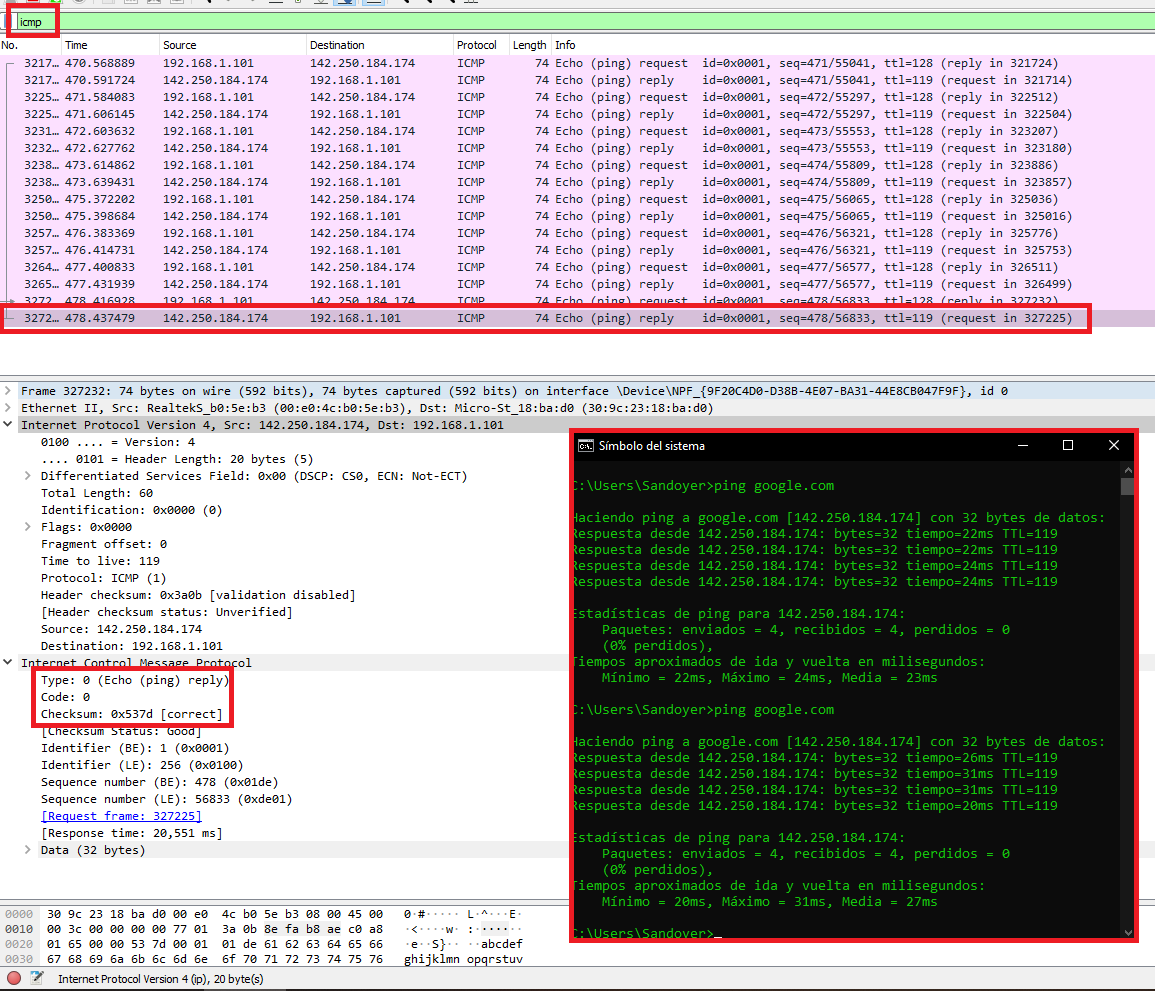 icmp
No. Time Source Destination Protocol Length Info
3217… 470.568889 192.168.1.101 142.250.184.174 ICMP 74 Echo (ping) request id=0x0001, seq=471/55041, ttl=128 (reply in 321724)
3217… 470.591724 142.250.184.174 192.168.1.101 ICMP 74 Echo (ping) reply id=0x0001, seq=471/55041, ttl=119 (request in 321714)
3225… 471.584083 192.168.1.101 142.250.184.174 ICMP 74 Echo (ping) request id=0x0001, seq=472/55297, ttl=128 (reply in 322512)
3225… 471.606145 142.250.184.174 192.168.1.101 ICMP 74 Echo (ping) reply id=0x0001, seq=472/55297, ttl=119 (request in 322504)
3231… 472.603632 192.168.1.101 142.250.184.174 ICMP 74 Echo (ping) request id=0x0001, seq=473/55553, ttl=128 (reply in 323207)
3232… 472.627762 142.250.184.174 192.168.1.101 ICMP 74 Echo (ping) reply id=0x0001, seq=473/55553, ttl=119 (request in 323180)
3238… 473.614862 192.168.1.101 142.250.184.174 ICMP 74 Echo (ping) request id=0x0001, seq=474/55809, ttl=128 (reply in 323886)
3238… 473.639431 142.250.184.174 192.168.1.101 ICMP 74 Echo (ping) reply id=0x0001, seq=474/55809, ttl=119 (request in 323857)
3250… 475.372202 192.168.1.101 142.250.184.174 ICMP 74 Echo (ping) request id=0x0001, seq=475/56065, ttl=128 (reply in 325036)
3250… 475.398684 142.250.184.174 192.168.1.101 ICMP 74 Echo (ping) reply id=0x0001, seq=475/56065, ttl=119 (request in 325016)
3257… 476.383369 192.168.1.101 142.250.184.174 ICMP 74 Echo (ping) request id=0x0001, seq=476/56321, ttl=128 (reply in 325776)
3257… 476.414731 142.250.184.174 192.168.1.101 ICMP 74 Echo (ping) reply id=0x0001, seq=476/56321, ttl=119 (request in 325753)
3264… 477.400833 192.168.1.101 142.250.184.174 ICMP 74 Echo (ping) request id=0x0001, seq=477/56577, ttl=128 (reply in 326511)
3265… 477.431939 142.250.184.174 192.168.1.101 ICMP 74 Echo (ping) reply id=0x0001, seq=477/56577, ttl=119 (request in 326499)
3272… 478.416928 192.168.1.101 142.250.184.174 ICMP 74 Echo (ping) request id=0x0001, seq=478/56833, ttl=128 (reply in 327232)
3272… 478.437479 142.250.184.174 192.168.1.101 ICMP 74 Echo (ping) reply id=0x0001, seq=478/56833, ttl=119 (request in 327225)
Frame 327232: 74 bytes on wire (592 bits), 74 bytes captured (592 bits) on interface \Device\NPF_{9F20C4D0-D38B-4E07-BA31-44E8CB047F9F}, id 0
Ethernet II, Src: RealtekS_b0:5e:b3 (00:e0:4c:b0:5e:b3), Dst: Micro-St_18:ba:d0 (30:9c:23:18:ba:d0)
Internet Protocol Version 4, Src: 142.250.184.174, Dst: 192.168.1.101
0100 .... = Version: 4
.... 0101 = Header Length: 20 bytes (5)
Differentiated Services Field: 0x00 (DSCP: CS0, ECN: Not-ECT)
Total Length: 60
Identification: 0x0000 (0)
Flags: 0x0000
Fragment offset: 0
Time to live: 119
Protocol: ICMP (1)
Header checksum: 0x3a0b [validation disabled]
[Header checksum status: Unverified]
Source: 142.250.184.174
Destination: 192.168.1.101
Internet Control Message Protocol
Type: 0 (Echo (ping) reply)
Code: 0
Checksum: 0x537d [correct]
[Checksum Status: Good]
Identifier (BE): 1 (0x0001)
Identifier (LE): 256 (0x0100)
Sequence number (BE): 478 (0x01de)
Sequence number (LE): 56833 (0xde01)
[Request frame: 327225]
[Response time: 20,551 ms]
Data (32 bytes)
Símbolo del sistema
C:\Users\Sandoyer>ping google.com
Haciendo ping a google.com [142.250.184.174] con 32 bytes de datos:
Respuesta desde 142.250.184.174: bytes=32 tiempo=22ms TTL=119
Respuesta desde 142.250.184.174: bytes=32 tiempo=22ms TTL=119
Respuesta desde 142.250.184.174: bytes=32 tiempo=24ms TTL=119
Respuesta desde 142.250.184.174: bytes=32 tiempo=24ms TTL=119
Estadísticas de ping para 142.250.184.174:
Paquetes: enviados = 4, recibidos = 4, perdidos = 0
(0% perdidos),
Tiempos aproximados de ida y vuelta en milisegundos:
Mínimo = 22ms, Máximo = 24ms, Media = 23ms
C:\Users\Sandoyer>ping google.com
Haciendo ping a google.com [142.250.184.174] con 32 bytes de datos:
Respuesta desde 142.250.184.174: bytes=32 tiempo=26ms TTL=119
Respuesta desde 142.250.184.174: bytes=32 tiempo=31ms TTL=119
Respuesta desde 142.250.184.174: bytes=32 tiempo=31ms TTL=119
Respuesta desde 142.250.184.174: bytes=32 tiempo=20ms TTL=119
Estadísticas de ping para 142.250.184.174:
Paquetes: enviados = 4, recibidos = 4, perdidos = 0
(0% perdidos),
Tiempos aproximados de ida y vuelta en milisegundos:
Mínimo = 20ms, Máximo = 31ms, Media = 27ms
C:\Users\Sandoyer>_
0000 30 9c 23 18 ba d0 00 e0 4c b0 5e b3 08 00 45 00 0·#····· L·^···E·
0010 00 3c 00 00 00 00 77 01 3a 0b 8e fa b8 ae c0 a8 ·<····w· :·······
0020 01 65 00 00 53 7d 00 01 01 de 61 62 63 64 65 66 ·e··S}·· ··abcdef
0030 67 68 69 6a 6b 6c 6d 6e 6f 70 71 72 73 74 75 76 ghijklmn opqrstuv
Internet Protocol Version 4 (ip), 20 byte(s)